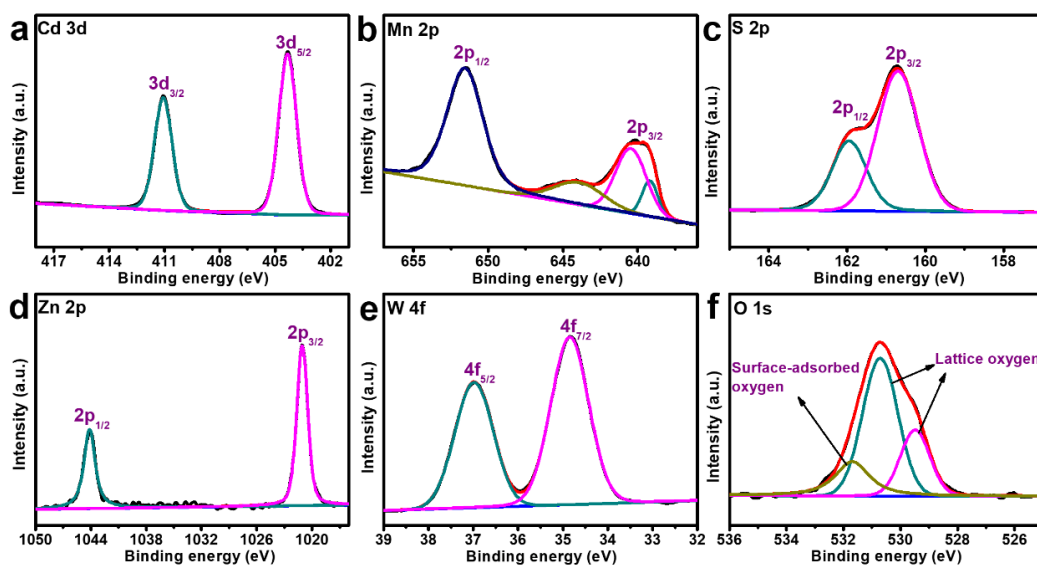 a Cd 3d
3d3/2
3d5/2
Intensity (a.u.)
417 414 411 408 405 402
Binding energy (eV)
b Mn 2p
2p1/2
2p3/2
Intensity (a.u.)
655 650 645 640
Binding energy (eV)
c S 2p
2p1/2
2p3/2
Intensity (a.u.)
164 162 160 158
Binding energy (eV)
d Zn 2p
2p1/2
2p3/2
Intensity (a.u.)
1050 1044 1038 1032 1026 1020
Binding energy (eV)
e W 4f
4f5/2
4f7/2
Intensity (a.u.)
39 38 37 36 35 34 33 32
Binding energy (eV)
f O 1s
Surface-adsorbed
oxygen
Lattice oxygen
Intensity (a.u.)
536 534 532 530 528 526
Binding energy (eV)